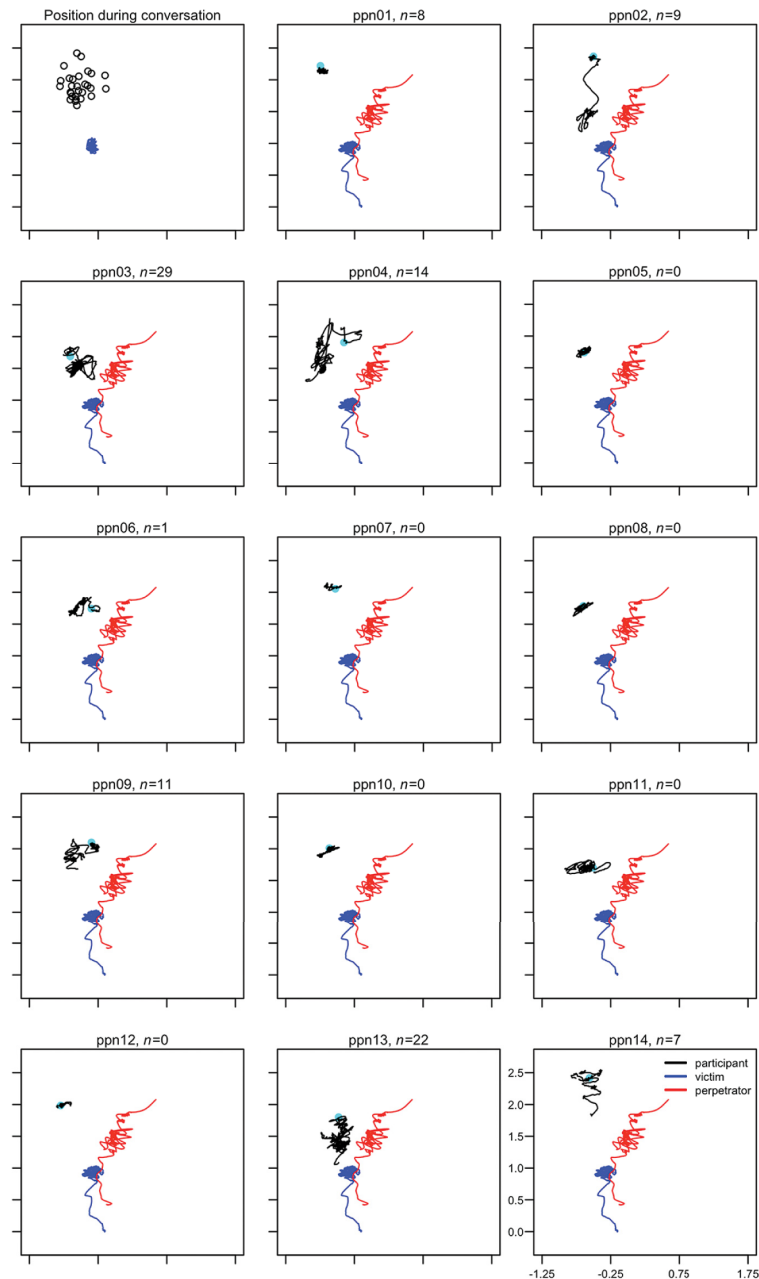 Position during conversation
ppn01, n=8
ppn02, n=9
ppn03, n=29
ppn04, n=14
ppn05, n=0
ppn06, n=1
ppn07, n=0
ppn08, n=0
ppn09, n=11
ppn10, n=0
ppn11, n=0
ppn12, n=0
ppn13, n=22
ppn14, n=7
participant
victim
perpetrator
2.5
2.0
1.5
1.0
0.5
0.0
-1.25 -0.25 0.75 1.75